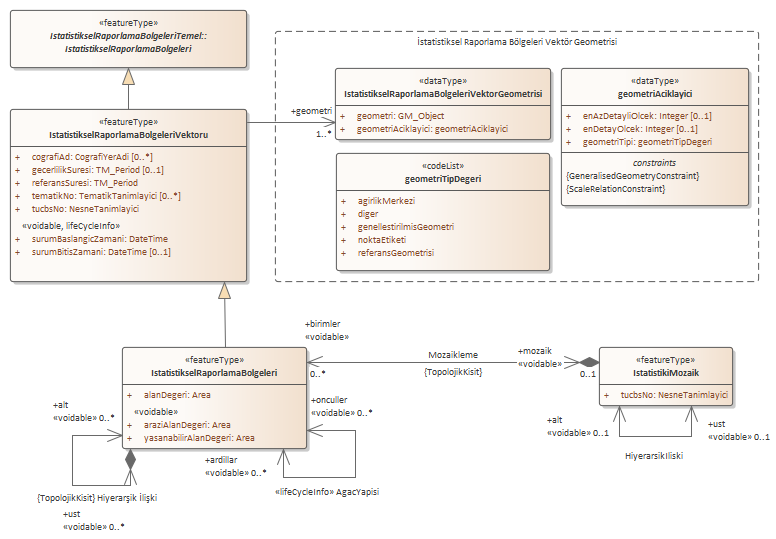 «featureType»
IstatistikselRaporlamaBolgeleriTemel::
IstatistikselRaporlamaBolgeleri
İstatistiksel Raporlama Bölgeleri Vektör Geometrisi
«dataType»
IstatistikselRaporlamaBolgeleriVektorGeometrisi
+ geometri: GM_Object
+ geometriAciklayici: geometriAciklayici
«dataType»
geometriAciklayici
+ enAzDetayliOlcek: Integer [0..1]
+ enDetayOlcek: Integer [0..1]
+ geometriTipi: geometriTipDegeri
constraints
{GeneralisedGeometryConstraint}
{ScaleRelationConstraint}
+geometri
1..*
«featureType»
IstatistikselRaporlamaBolgeleriVektoru
+ cografiAd: CografiYerAdi [0..*]
+ gecerlilikSuresi: TM_Period [0..1]
+ referansSuresi: TM_Period
+ tematikNo: TematikTanimlayici [0..*]
+ tucbsNo: NesneTanimlayici
«voidable, lifeCycleInfo»
+ surumBaslangicZamani: DateTime
+ surumBitisZamani: DateTime [0..1]
«codeList»
geometriTipDegeri
+ agirlikMerkezi
+ diger
+ genellestirilmisGeometri
+ noktaEtiketi
+ referansGeometrisi
«featureType»
IstatistikselRaporlamaBolgeleri
+ alanDegeri: Area
«voidable»
+ araziAlanDegeri: Area
+ yasanabilirAlanDegeri: Area
+birimler
«voidable»
0..*
Mozaikleme
{TopolojikKisit}
+mozaik
«voidable»
0..1
«featureType»
IstatistikiMozaik
+ tucbsNo: NesneTanimlayici
+alt
«voidable» 0..1
+ust
«voidable» 0..1
HiyerarsikIliski
+alt
«voidable» 0..*
+onculler
«voidable» 0..*
+ardillar
«voidable» 0..*
{TopolojikKisit} Hiyerarşik İlişki
+ust
«voidable» 0..*
«lifeCycleInfo» AgacYapisi